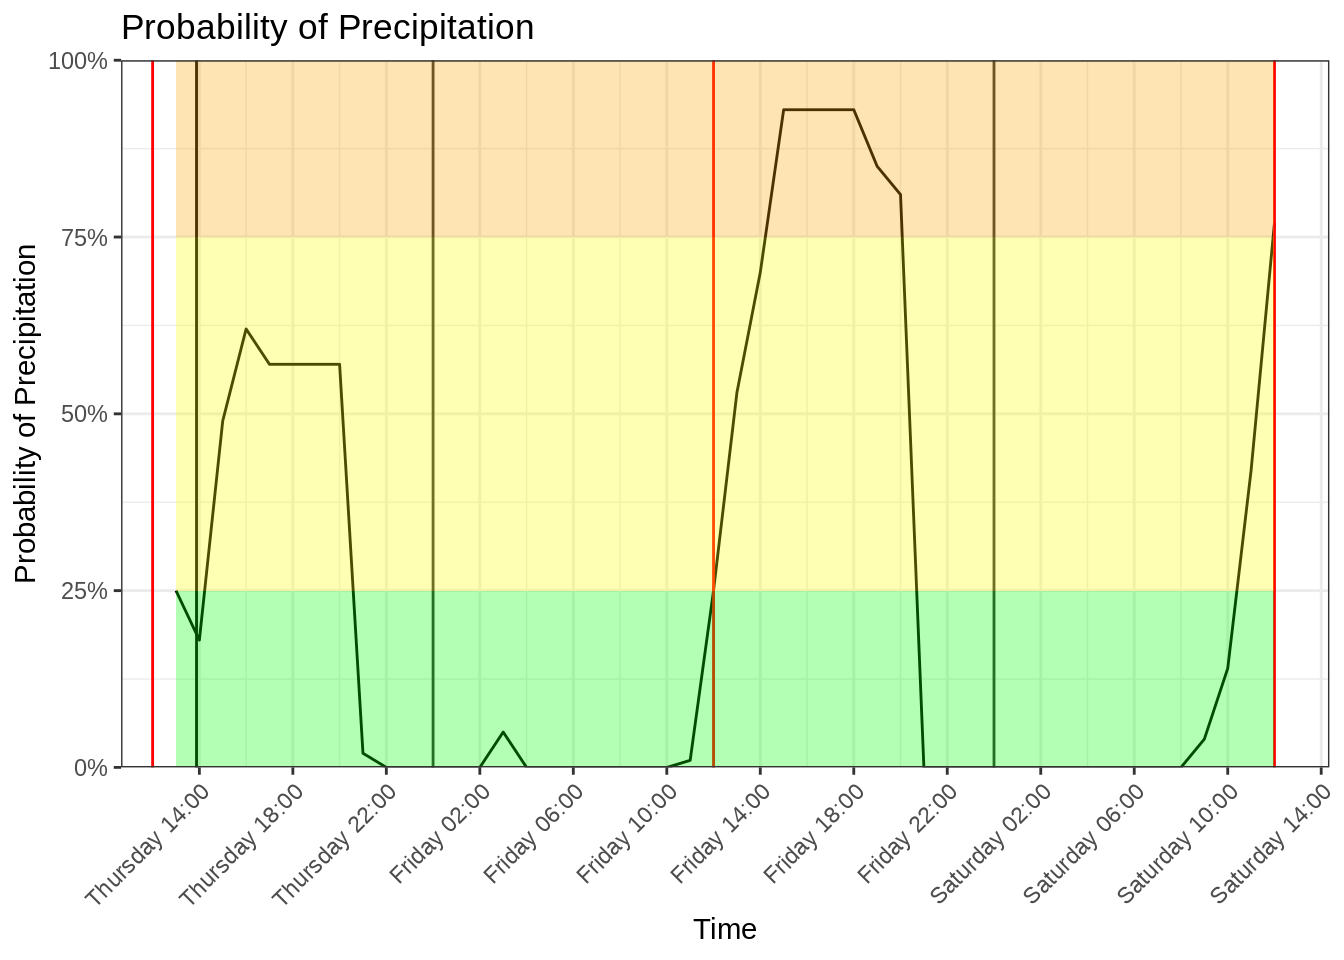 Probability of Precipitation
Probability of Precipitation
100%
75%
50%
25%
0%
Thursday 14:00
Thursday 18:00
Thursday 22:00
Friday 02:00
Friday 06:00
Friday 10:00
Friday 14:00
Friday 18:00
Friday 22:00
Saturday 02:00
Saturday 06:00
Saturday 10:00
Saturday 14:00
Time